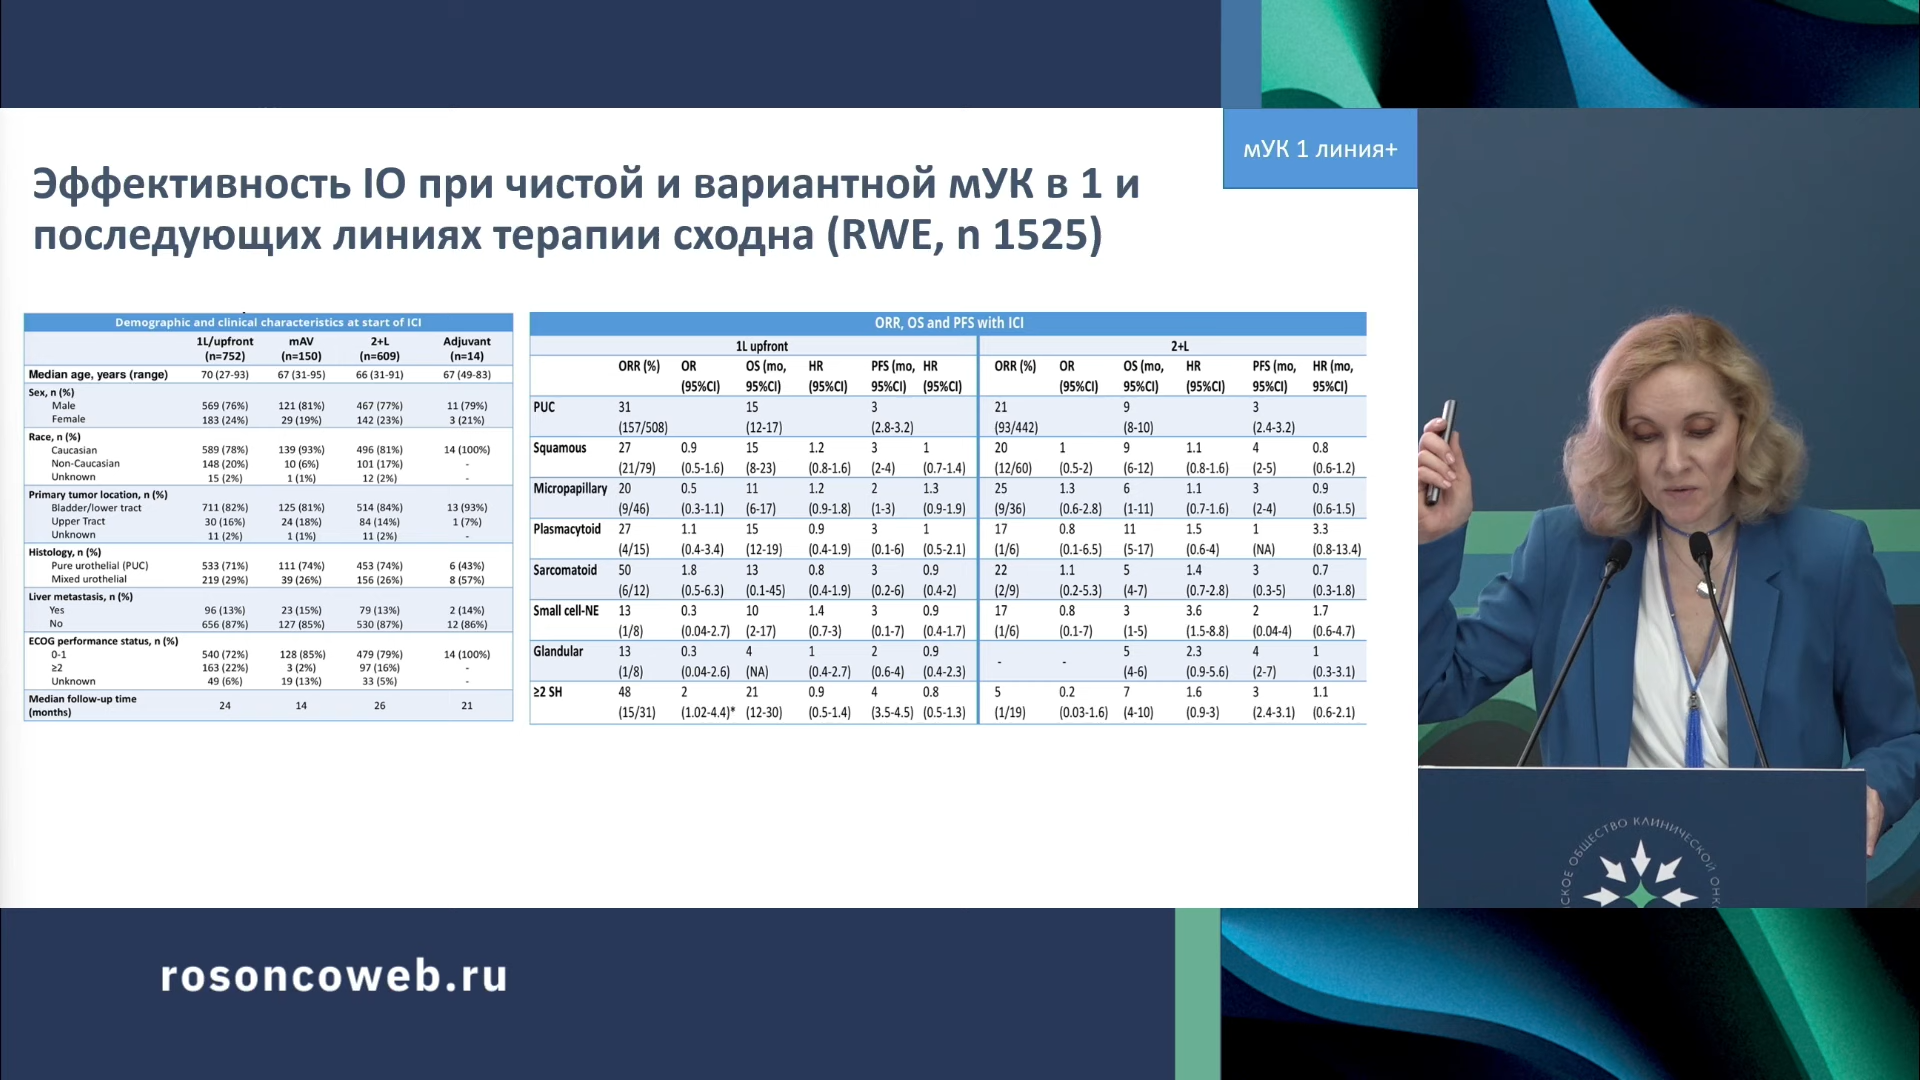 мУК 1 линия+
Эффективность IO при чистой и вариантной мУК в 1 и
последующих линиях терапии сходна (RWE, n 1525)
Demographic and clinical characteristics at start of ICI
1L/upfront (n=752) mAV (n=150) 2+L (n=609) Adjuvant (n=14)
Median age, years (range) 70 (27-93) 67 (31-95) 66 (31-91) 67 (49-83)
Sex, n (%)
Male 569 (76%) 121 (81%) 467 (77%) 11 (79%)
Female 183 (24%) 29 (19%) 142 (23%) 3 (21%)
Race, n (%)
Caucasian 589 (78%) 139 (93%) 496 (81%) 14 (100%)
Non-Caucasian 148 (20%) 10 (6%) 101 (17%) -
Unknown 15 (2%) 1 (1%) 12 (2%) -
Primary tumor location, n (%)
Bladder/lower tract 711 (82%) 125 (81%) 514 (84%) 13 (93%)
Upper Tract 30 (16%) 24 (18%) 84 (14%) 1 (7%)
Unknown 11 (2%) 1 (1%) 11 (2%) -
Histology, n (%)
Pure urothelial (PUC) 533 (71%) 111 (74%) 453 (74%) 6 (43%)
Mixed urothelial 219 (29%) 39 (26%) 156 (26%) 8 (57%)
Liver metastasis, n (%)
Yes 96 (13%) 23 (15%) 79 (13%) 2 (14%)
No 656 (87%) 127 (85%) 530 (87%) 12 (86%)
ECOG performance status, n (%)
0-1 540 (72%) 128 (85%) 479 (79%) 14 (100%)
≥2 163 (22%) 3 (2%) 97 (16%) -
Unknown 49 (6%) 19 (13%) 33 (5%) -
Median follow-up time (months) 24 14 26 21
ORR, OS and PFS with ICI
1L upfront 2+L
ORR (%) OR OS (mo, HR PFS (mo, HR ORR (%) OR OS (mo, HR PFS (mo, HR (mo,
(95%CI) 95%CI) (95%CI) 95%CI) (95%CI) (95%CI) 95%CI) (95%CI) 95%CI) 95%CI)
PUC 31 15 3 21 9 3
(157/508) (12-17) (2.8-3.2) (93/442) (8-10) (2.4-3.2)
Squamous 27 0.9 15 1.2 3 1 20 1 9 1.1 4 0.8
(21/79) (0.5-1.6) (8-23) (0.8-1.6) (2-4) (0.7-1.4) (12/60) (0.5-2) (6-12) (0.8-1.6) (2-5) (0.6-1.2)
Micropapillary 20 0.5 11 1.2 2 1.3 25 1.3 6 1.1 3 0.9
(9/46) (0.3-1.1) (6-17) (0.9-1.8) (1-3) (0.9-1.9) (9/36) (0.6-2.8) (1-11) (0.7-1.6) (2-4) (0.6-1.5)
Plasmacytoid 27 1.1 15 0.9 3 1 17 0.8 11 1.5 1 3.3
(4/15) (0.4-3.4) (12-19) (0.4-1.9) (0.1-6) (0.5-2.1) (1/6) (0.1-6.5) (5-17) (0.6-4) (NA) (0.8-13.4)
Sarcomatoid 50 1.8 13 0.8 3 0.9 22 1.1 5 1.4 3 0.7
(6/12) (0.5-6.3) (0.1-45) (0.4-1.9) (0.2-6) (0.4-2) (2/9) (0.2-5.3) (4-7) (0.7-2.8) (0.3-5) (0.3-1.8)
Small cell-NE 13 0.3 10 1.4 3 0.9 17 0.8 3 3.6 2 1.7
(1/8) (0.04-2.7) (2-17) (0.7-3) (0.1-7) (0.4-1.7) (1/6) (0.1-7) (1-5) (1.5-8.8) (0.04-4) (0.6-4.7)
Glandular 13 0.3 4 1 2 0.9 - - 5 2.3 4 1
(1/8) (0.04-2.6) (NA) (0.4-2.7) (0.6-4) (0.4-2.3) (4-6) (0.9-5.6) (2-7) (0.3-3.1)
≥2 SH 48 2 21 0.9 4 0.8 5 0.2 7 1.6 3 1.1
(15/31) (1.02-4.4)* (12-30) (0.5-1.4) (3.5-4.5) (0.5-1.3) (1/19) (0.03-1.6) (4-10) (0.9-3) (2.4-3.1) (0.6-2.1)
ОБЩЕСТВО КЛИНИЧЕСКОЙ
rosoncoweb.ru